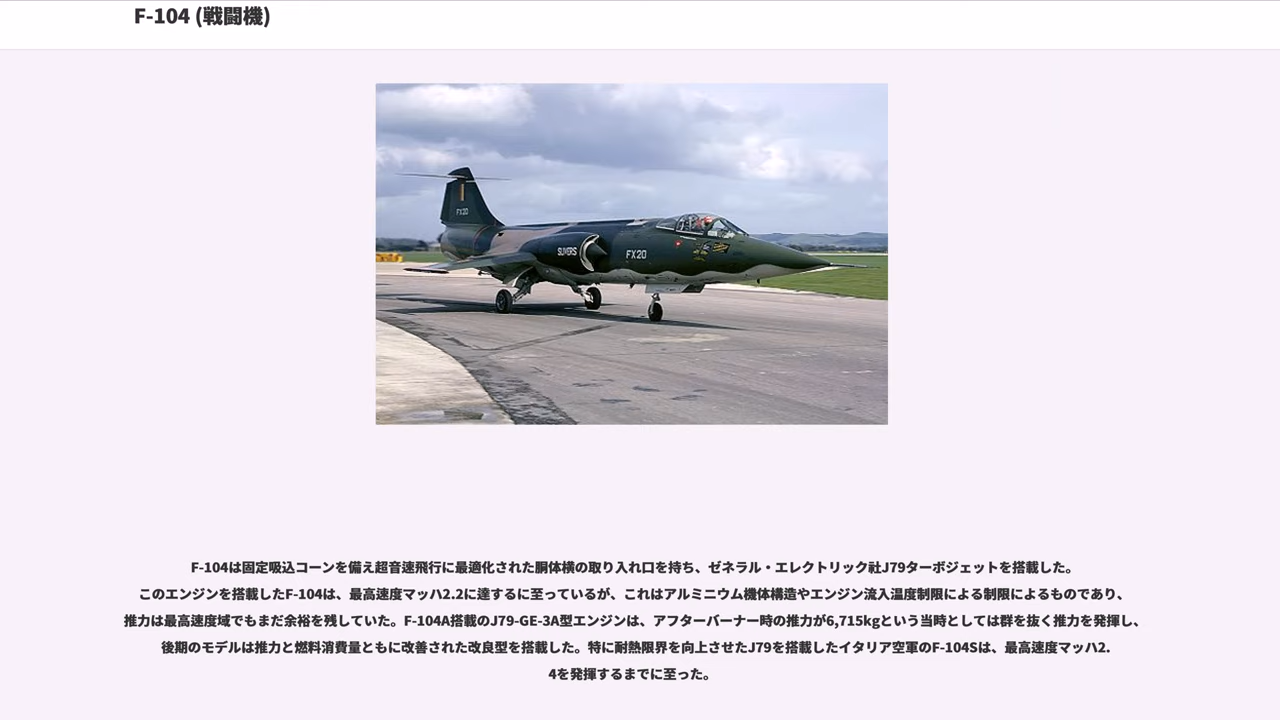 F-104 (戦闘機)
FX20
SLIVERS
FX20
F-104は固定吸込コーンを備え超音速飛行に最適化された胴体横の取り入れ口を持ち、ゼネラル・エレクトリック社J79ターボジェットを搭載した。
このエンジンを搭載したF-104は、最高速度マッハ2.2に達するに至っているが、これはアルミニウム機体構造やエンジン流入温度制限による制限によるものであり、
推力は最高速度域でもまだ余裕を残していた。F-104A搭載のJ79-GE-3A型エンジンは、アフターバーナー時の推力が6,715kgという当時としては群を抜く推力を発揮し、
後期のモデルは推力と燃料消費量ともに改善された改良型を搭載した。特に耐熱限界を向上させたJ79を搭載したイタリア空軍のF-104Sは、最高速度マッハ2.
4を発揮するまでに至った。